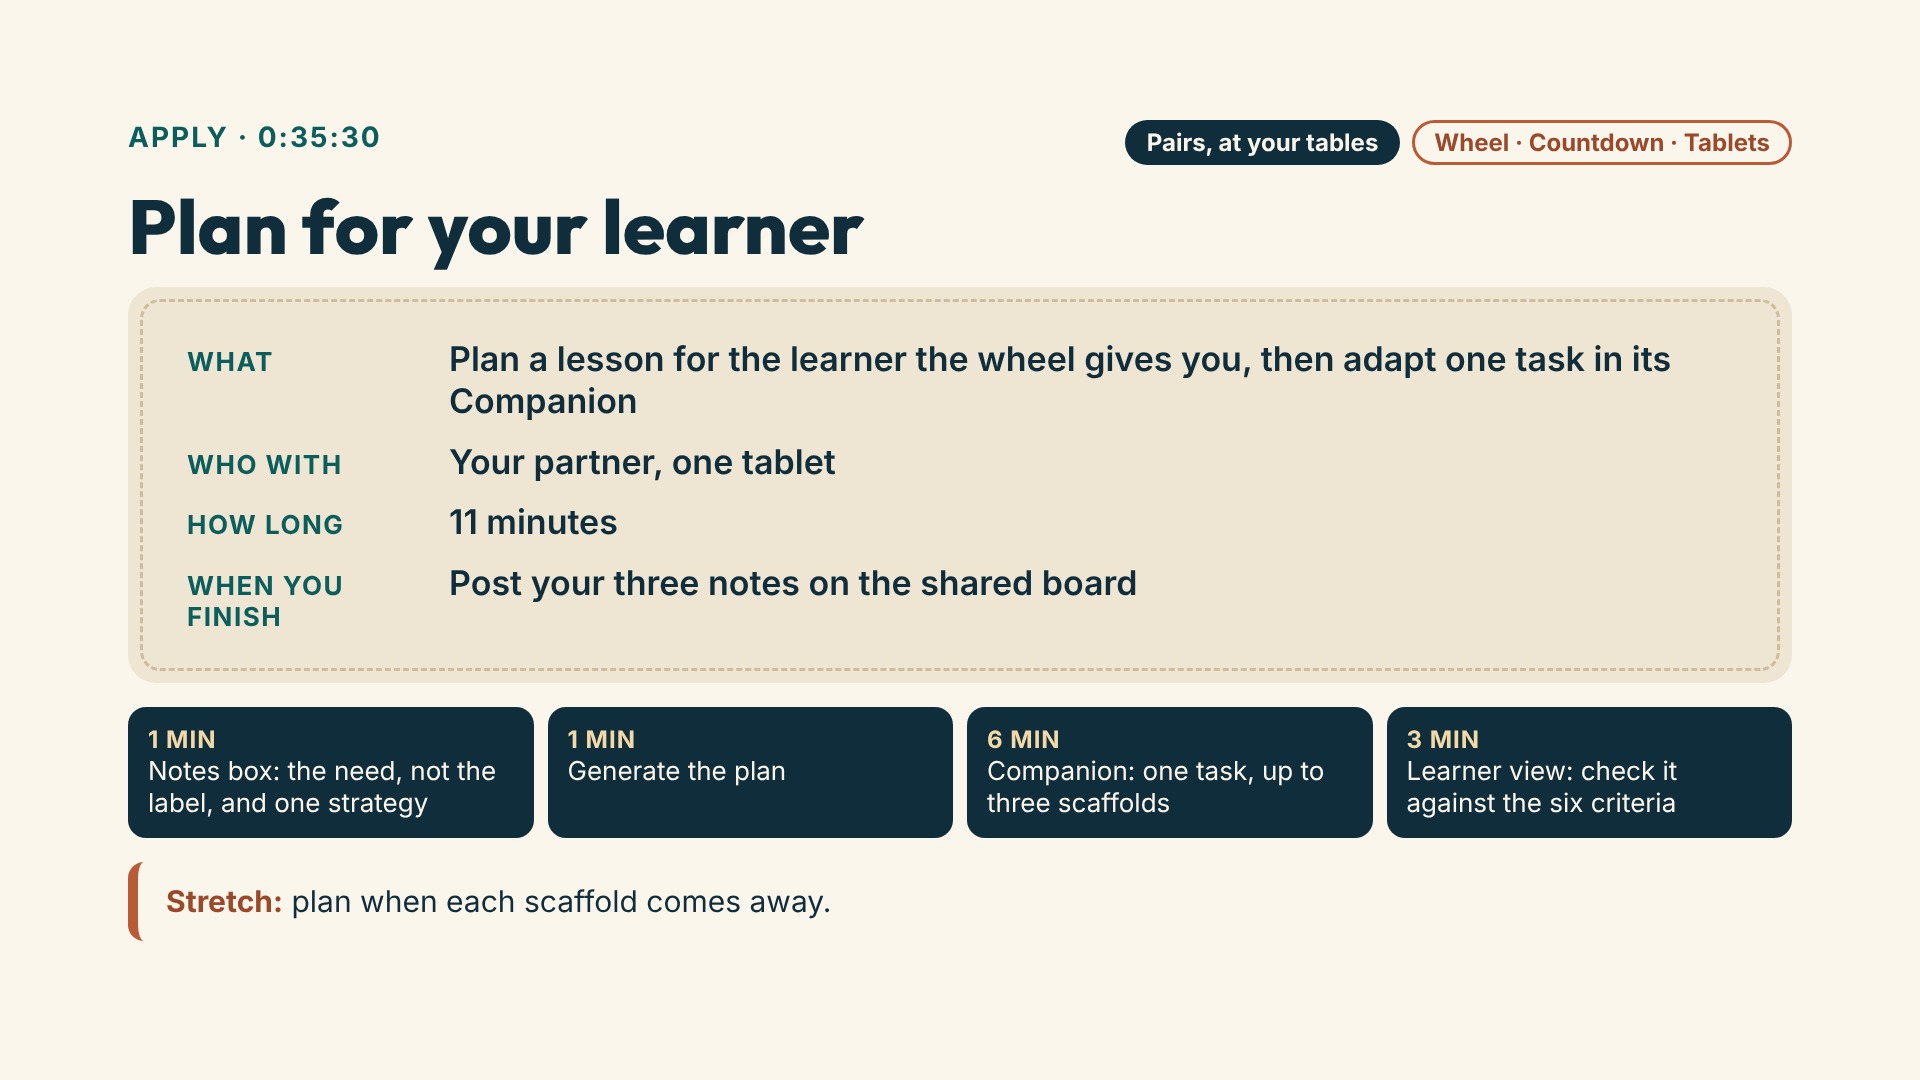 APPLY · 0:35:30
Pairs, at your tables
Wheel · Countdown · Tablets
Plan for your learner
WHAT
Plan a lesson for the learner the wheel gives you, then adapt one task in its
Companion
WHO WITH
Your partner, one tablet
HOW LONG
11 minutes
WHEN YOU
FINISH
Post your three notes on the shared board
1 MIN
Notes box: the need, not the
label, and one strategy
1 MIN
Generate the plan
6 MIN
Companion: one task, up to
three scaffolds
3 MIN
Learner view: check it
against the six criteria
Stretch: plan when each scaffold comes away.